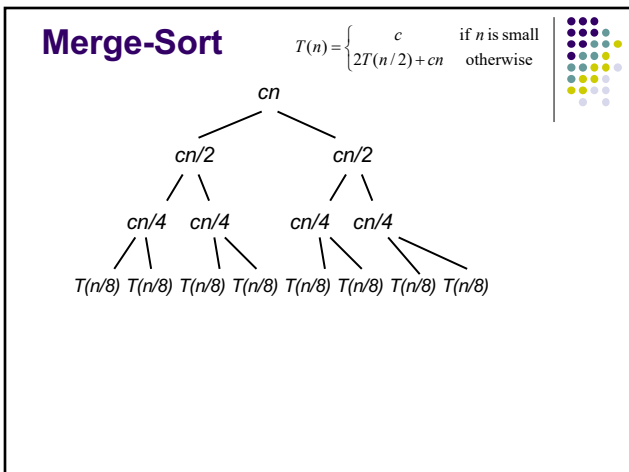 Merge-Sort
T(n) = { c if n is small
2T(n/2) + cn otherwise
cn
cn/2 cn/2
cn/4 cn/4 cn/4 cn/4
T(n/8) T(n/8) T(n/8) T(n/8) T(n/8) T(n/8) T(n/8) T(n/8)